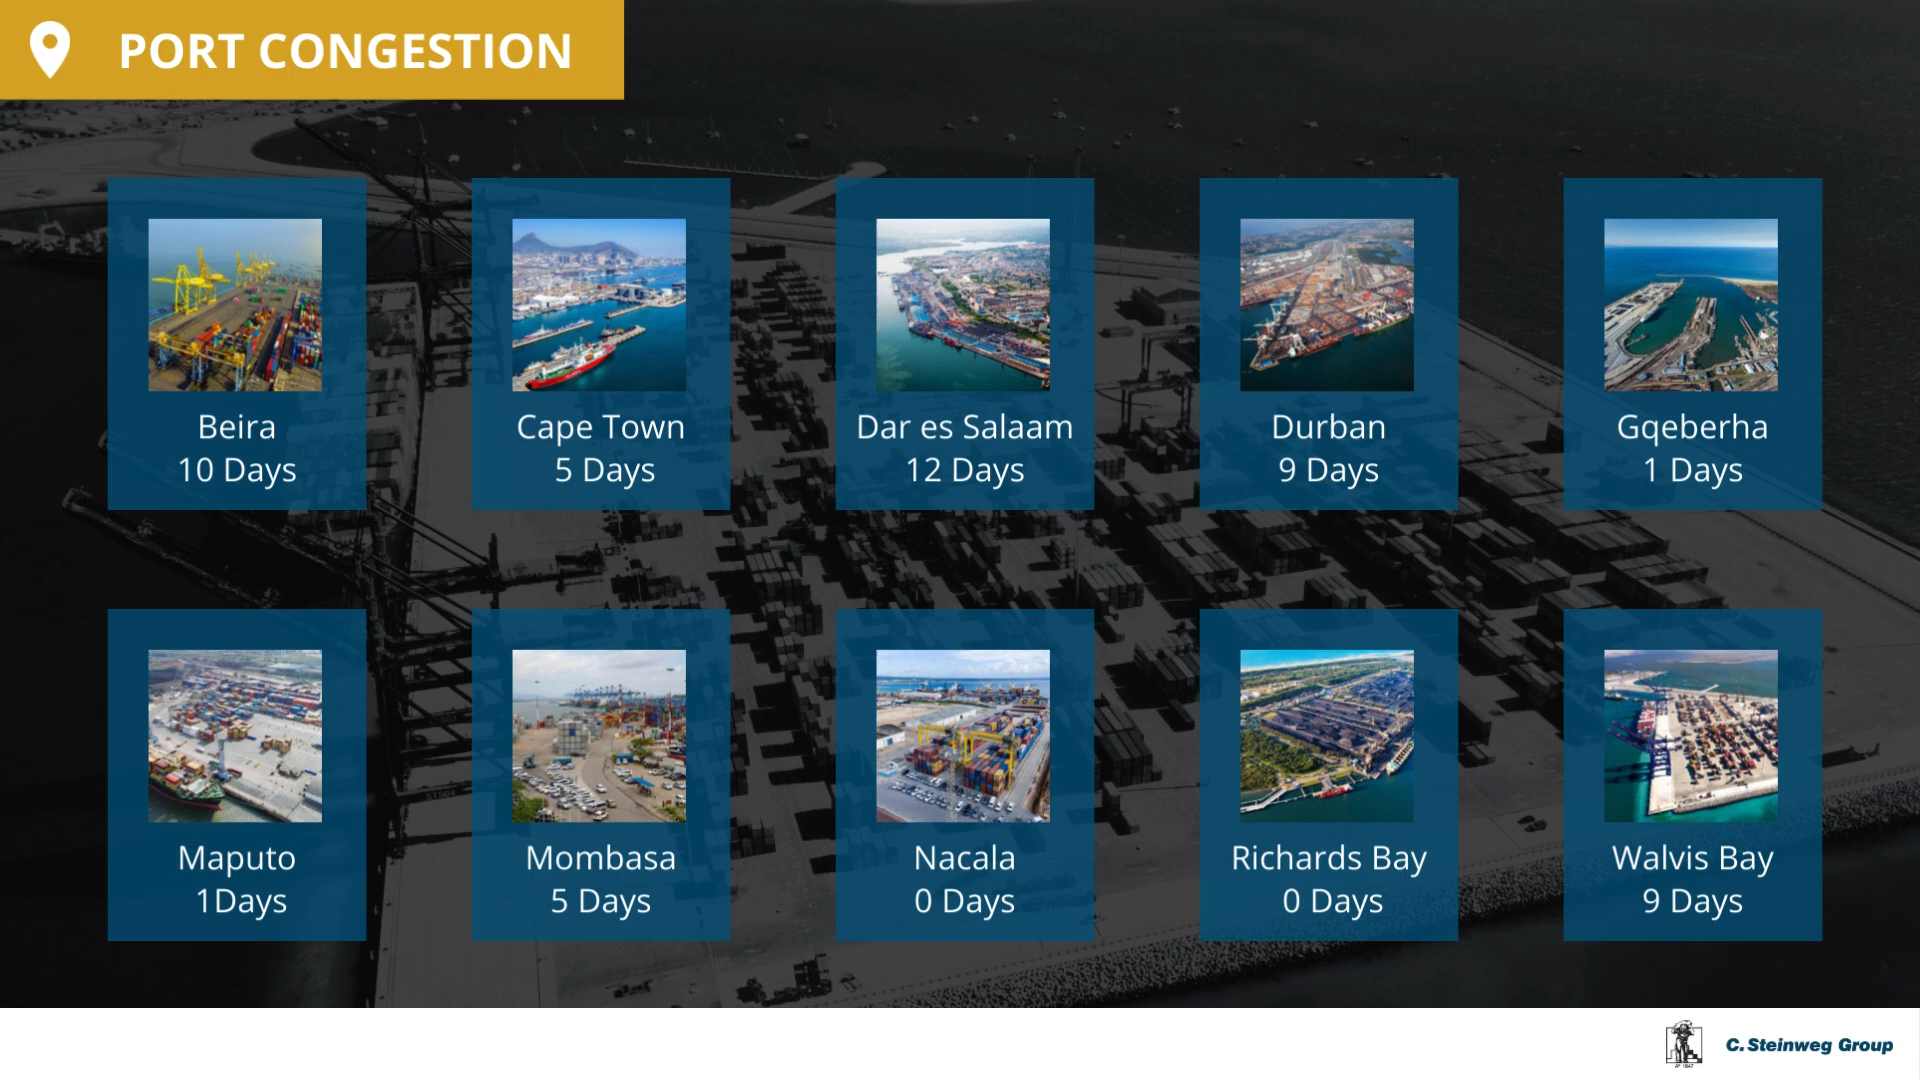 PORT CONGESTION
Beira
10 Days
Cape Town
5 Days
Dar es Salaam
12 Days
Durban
9 Days
Gqeberha
1 Days
Maputo
1Days
Mombasa
5 Days
Nacala
0 Days
Richards Bay
0 Days
Walvis Bay
9 Days
C. Steinweg Group